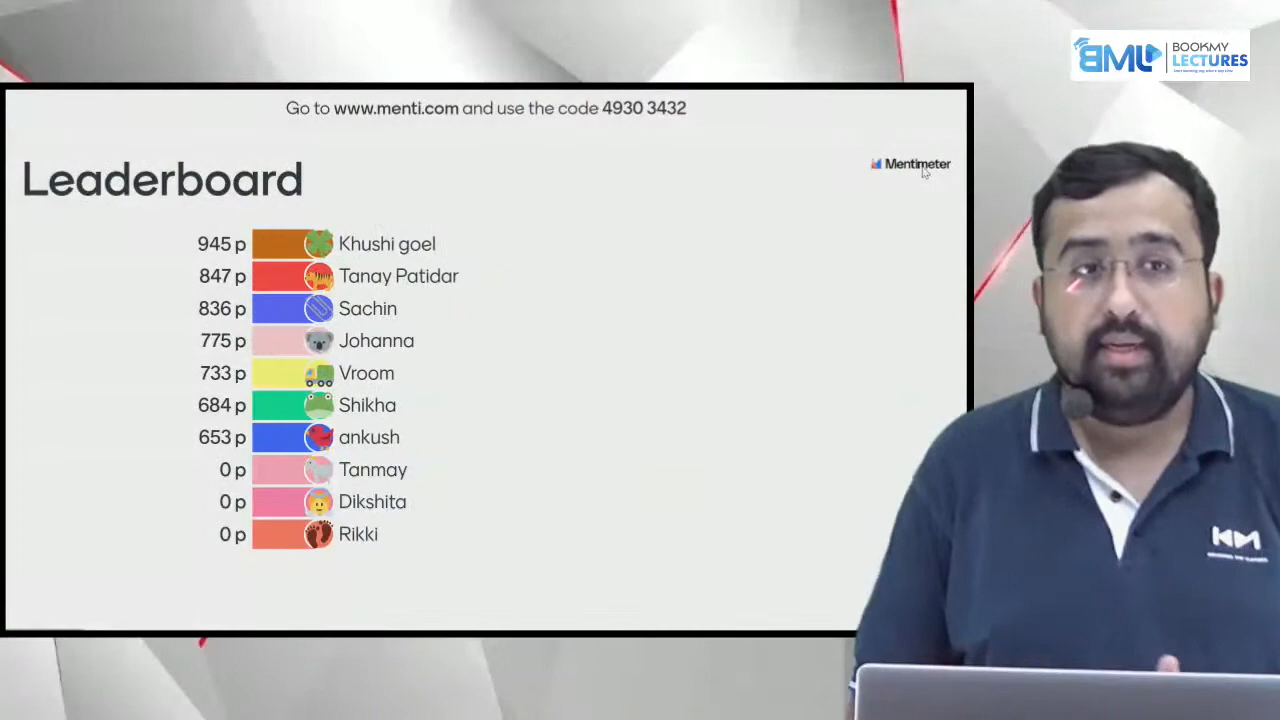 BML
BOOKMY
LECTURES
Go to www.menti.com and use the code 4930 3432
Mentimeter
Leaderboard
945 p Khushi goel
847 p Tanay Patidar
836 p Sachin
775 p Johanna
733 p Vroom
684 p Shikha
653 p ankush
0 p Tanmay
0 p Dikshita
0 p Rikki